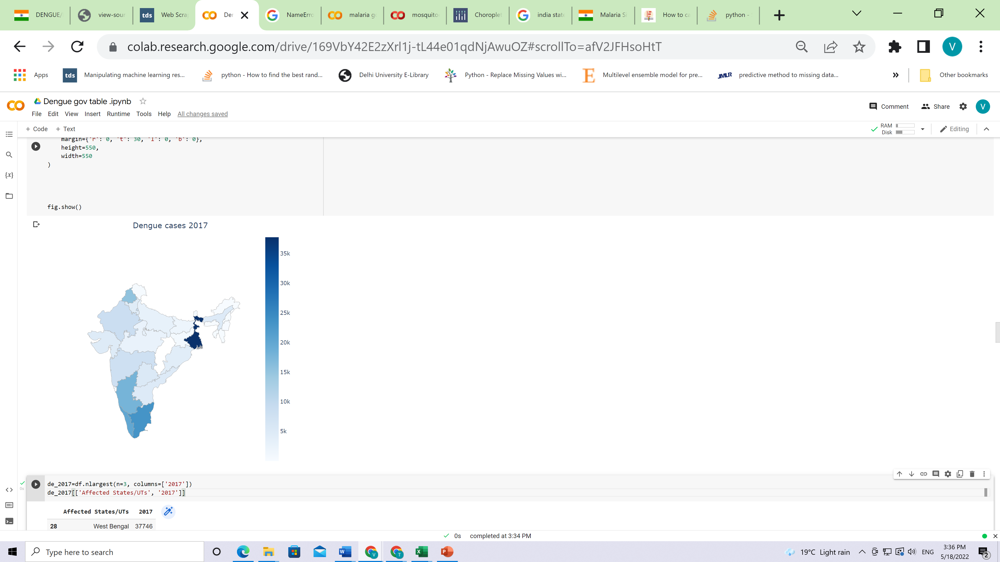 DENGUE/
view-sour
tds
Web Scra
Der
NameErro
malaria g
mosquito
Choroplet
india state
Malaria Si
How to ca
python -
colab.research.google.com/drive/169VbY42E2zXrl1j-tL44e01qdNjAwuOZ#scrollTo=afV2JFHsoHtT
V
Apps
tds
Manipulating machine learning res...
python - How to find the best rand...
Delhi University E-Library
Python - Replace Missing Values wi...
E
Multilevel ensemble model for pre...
JMLR
predictive method to missing data...
»
Other bookmarks
Dengue gov table .ipynb
Comment
Share
V
File Edit View Insert Runtime Tools Help All changes saved
+ Code + Text
RAM
Disk
Editing
margin={'r': 0, 't': 30, 'l': 0, 'b': 0},
height=550,
width=550
)
{x}
fig.show()
Dengue cases 2017
35k
30k
25k
20k
15k
10k
5k
0s
de_2017=df.nlargest(n=3, columns=['2017'])
de_2017[['Affected States/UTs', '2017']]
Affected States/UTs 2017
28 West Bengal 37746
0s completed at 3:34 PM
Type here to search
W
V
T
X
P
19°C Light rain
ENG
3:36 PM
5/18/2022
2